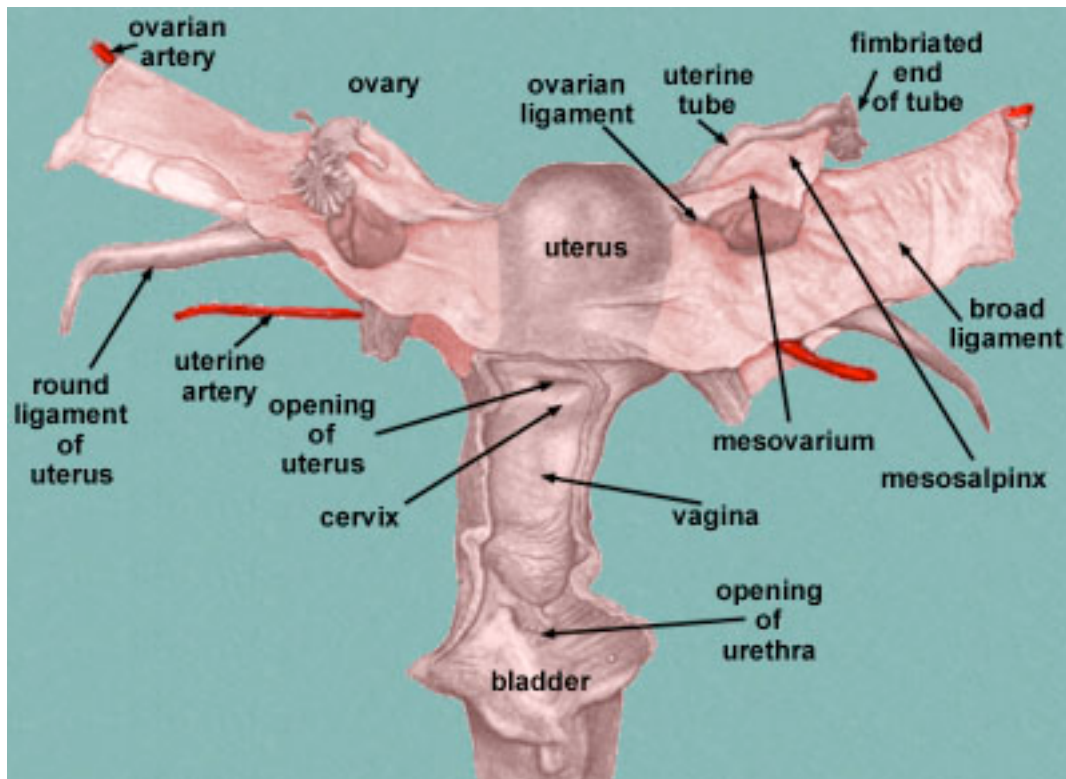 ovarian
artery
ovary
ovarian
ligament
uterine
tube
fimbriated
end
of tube
uterus
broad
ligament
round
ligament
of
uterus
uterine
artery
opening
of
uterus
cervix
mesovarium
mesosalpinx
vagina
opening
of
urethra
bladder